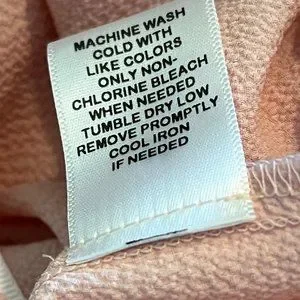 MACHINE WASH
COLD WITH
LIKE COLORS
ONLY NON-
CHLORINE BLEACH
WHEN NEEDED
TUMBLE DRY LOW
REMOVE PROMPTLY
COOL IRON
IF NEEDED